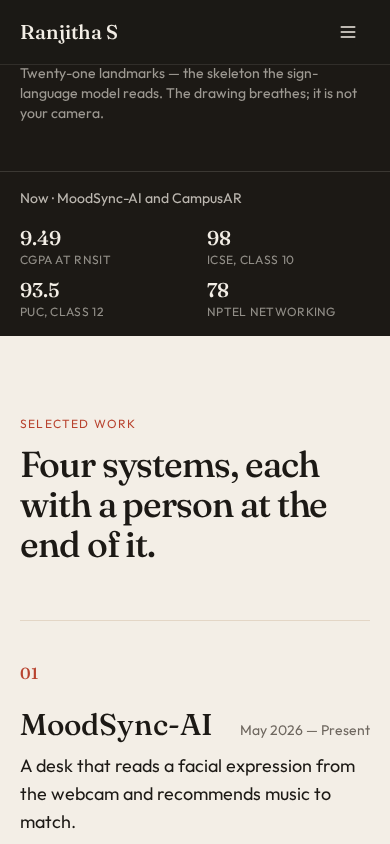 Ranjitha S
Twenty-one landmarks — the skeleton the sign-
language model reads. The drawing breathes; it is not
your camera.
Now · MoodSync-AI and CampusAR
9.49
CGPA AT RNSIT
98
ICSE, CLASS 10
93.5
PUC, CLASS 12
78
NPTEL NETWORKING
SELECTED WORK
Four systems, each
with a person at the
end of it.
01
MoodSync-AI
May 2026 — Present
A desk that reads a facial expression from
the webcam and recommends music to
match.